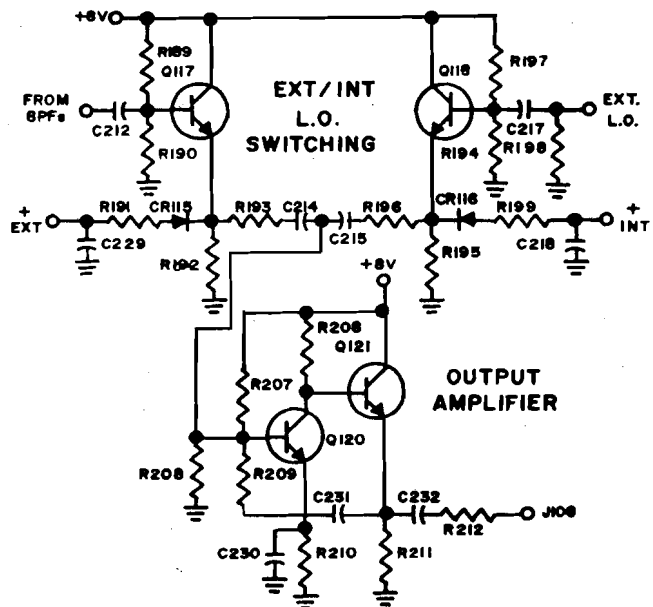 +8V
R189
Q117
EXT/INT
L.O.
SWITCHING
Q118
R197
FROM
BPFs
C212
R190
R194
C217
R198
EXT.
L.O.
+
EXT
R191
CR115
R193
C214
C215
R196
CR116
R199
+
INT
C229
R192
R195
C218
+8V
R206
Q121
R207
OUTPUT
AMPLIFIER
Q120
R208
R209
C231
C232
J108
R212
C230
R210
R211